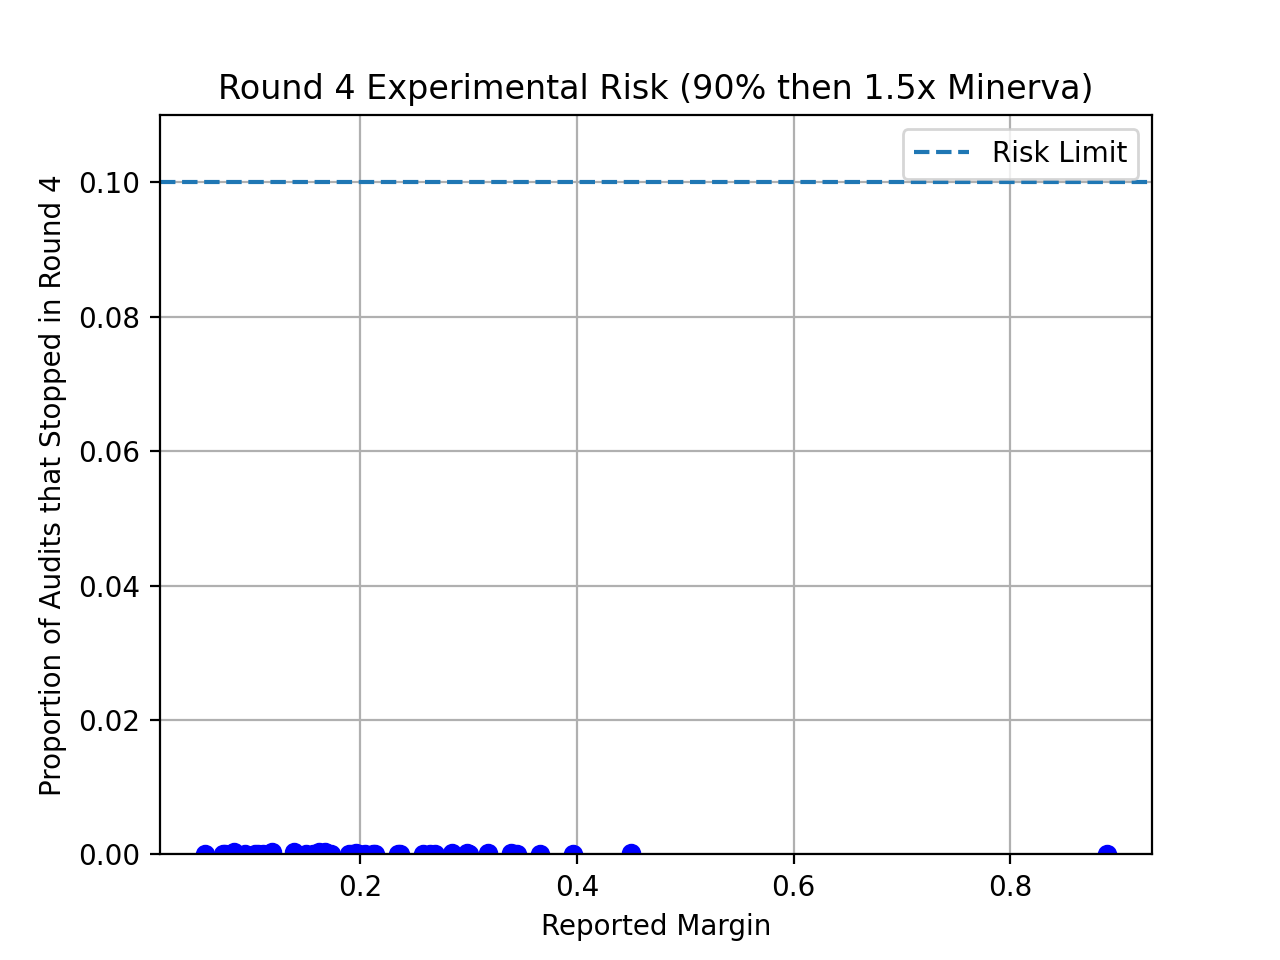 Round 4 Experimental Risk (90% then 1.5x Minerva)
Risk Limit
Proportion of Audits that Stopped in Round 4
0.10
0.08
0.06
0.04
0.02
0.00
0.2
0.4
0.6
0.8
Reported Margin